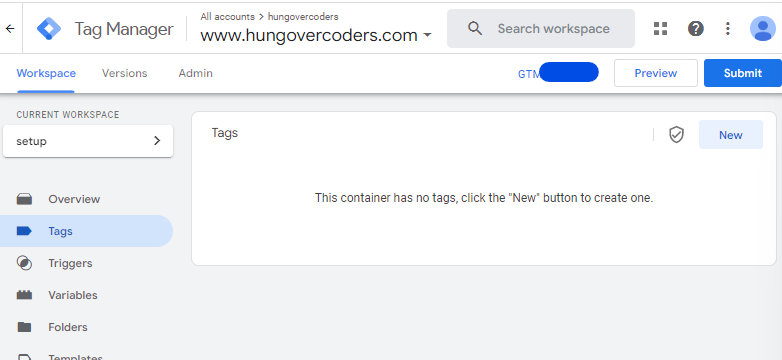 All accounts > hungovercoders
Tag Manager
www.hungovercoders.com
Search workspace
Workspace Versions Admin GTM Preview Submit
CURRENT WORKSPACE
setup
Tags New
This container has no tags, click the "New" button to create one.
Overview
Tags
Triggers
Variables
Folders
Templates